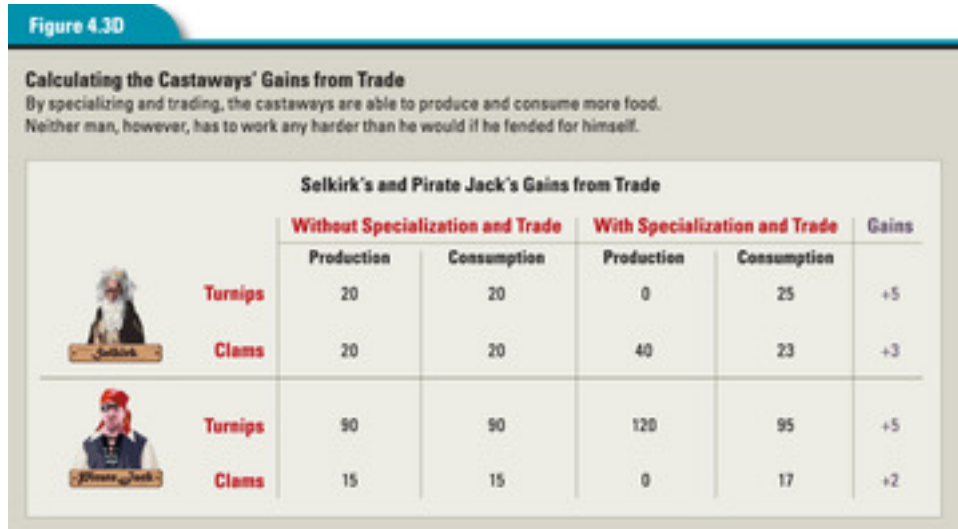 Figure 4.3D
Calculating the Castaways' Gains from Trade
By specializing and trading, the castaways are able to produce and consume more food.
Neither man, however, has to work any harder than he would if he fended for himself.
Selkirk's and Pirate Jack's Gains from Trade
Without Specialization and Trade With Specialization and Trade Gains
Production Consumption Production Consumption
Turnips 20 20 0 25 +5
Selkirk
Clams 20 20 40 23 +3
Turnips 90 90 120 95 +5
Pirate Jack
Clams 15 15 0 17 +2